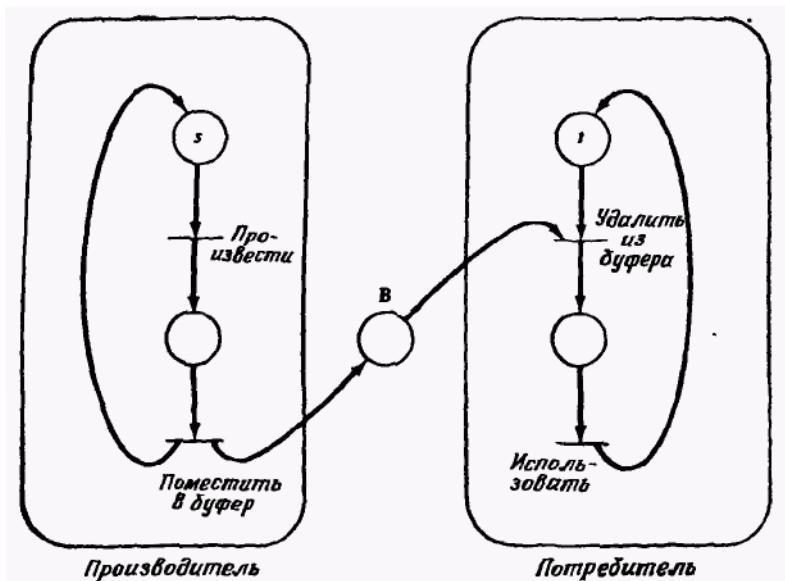 s
t
Про-
извести
Удалить
из
буфера
B
Поместить
в буфер
Исполь-
зовать
Производитель
Потребитель